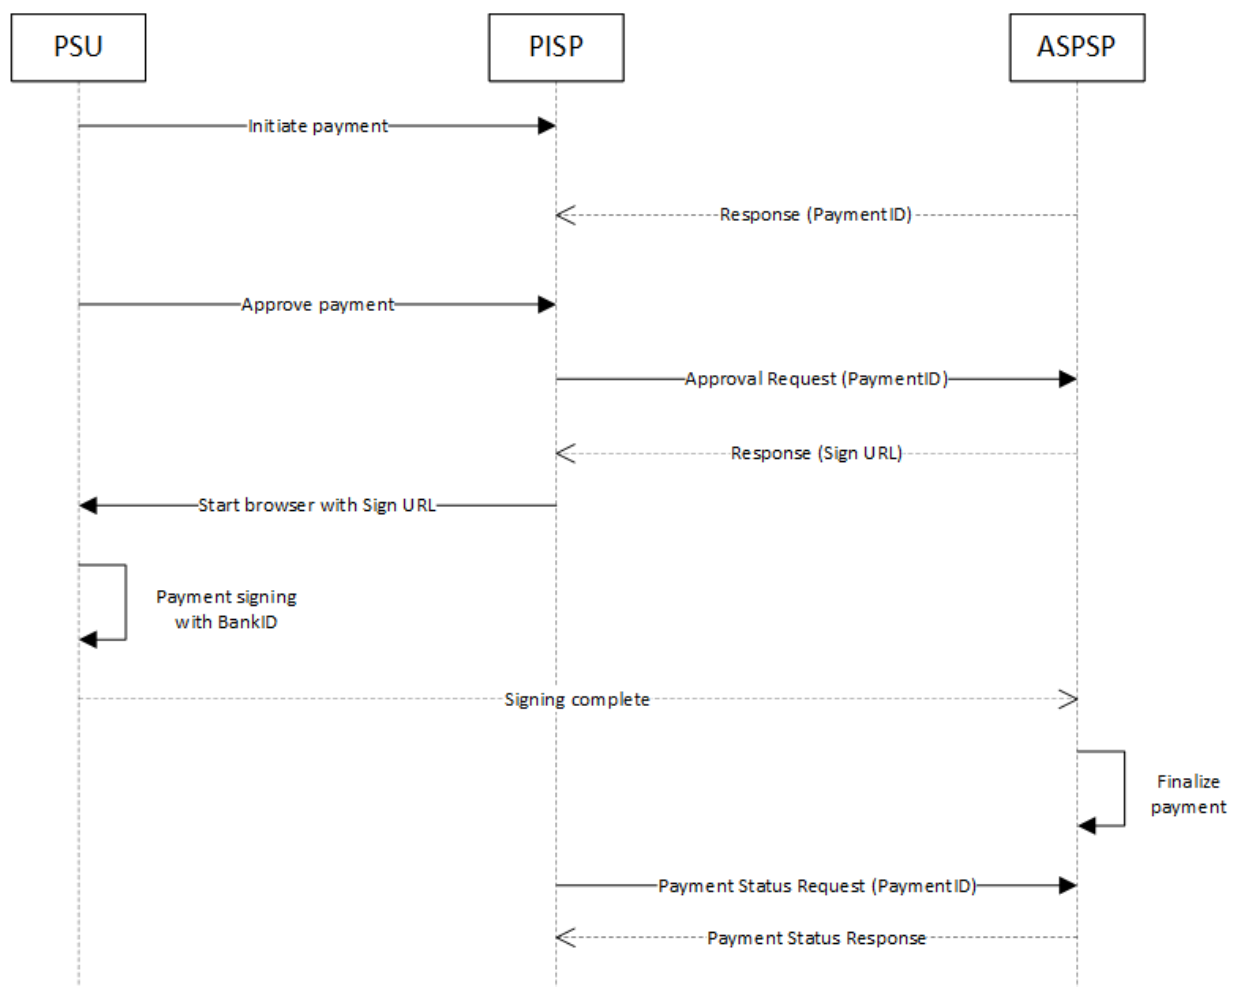 PSU
PISP
ASPSP
Initiate payment
Response (PaymentID)
Approve payment
Approval Request (PaymentID)
Response (Sign URL)
Start browser with Sign URL
Payment signing
with BankID
Signing complete
Finalize
payment
Payment Status Request (PaymentID)
Payment Status Response